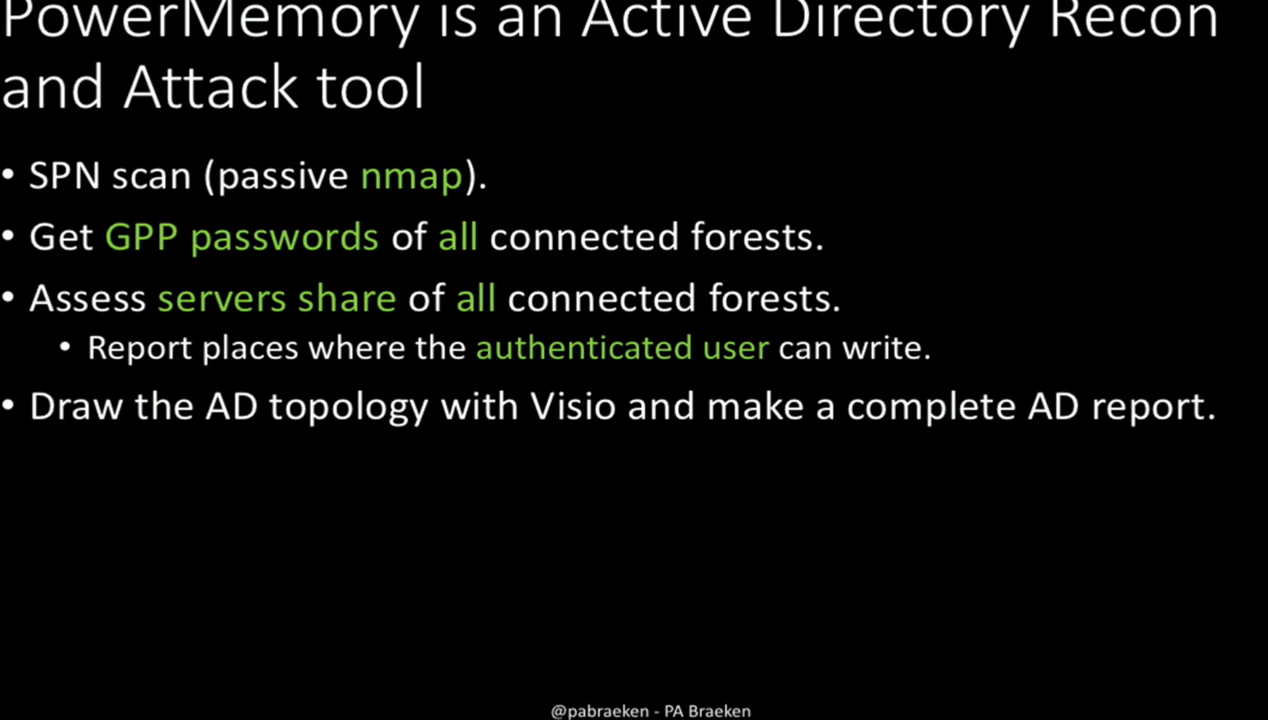 PowerMemory is an Active Directory Recon
and Attack tool
• SPN scan (passive nmap).
• Get GPP passwords of all connected forests.
• Assess servers share of all connected forests.
• Report places where the authenticated user can write.
• Draw the AD topology with Visio and make a complete AD report.
@pabraeken - PA Braeken